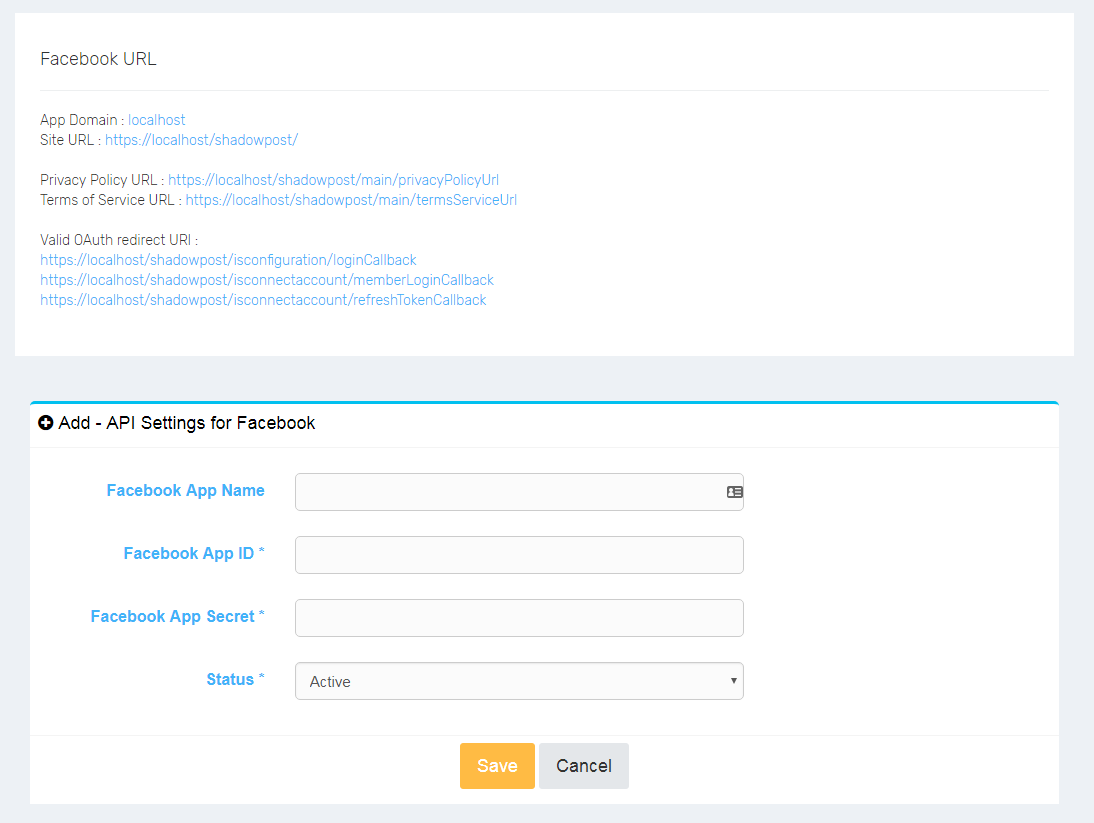 Facebook URL
App Domain : localhost
Site URL : https://localhost/shadowpost/
Privacy Policy URL : https://localhost/shadowpost/main/privacyPolicyUrl
Terms of Service URL : https://localhost/shadowpost/main/termsServiceUrl
Valid OAuth redirect URI :
https://localhost/shadowpost/isconfiguration/loginCallback
https://localhost/shadowpost/isconnectaccount/memberLoginCallback
https://localhost/shadowpost/isconnectaccount/refreshTokenCallback
Add - API Settings for Facebook
Facebook App Name
Facebook App ID *
Facebook App Secret *
Status * Active
Save Cancel